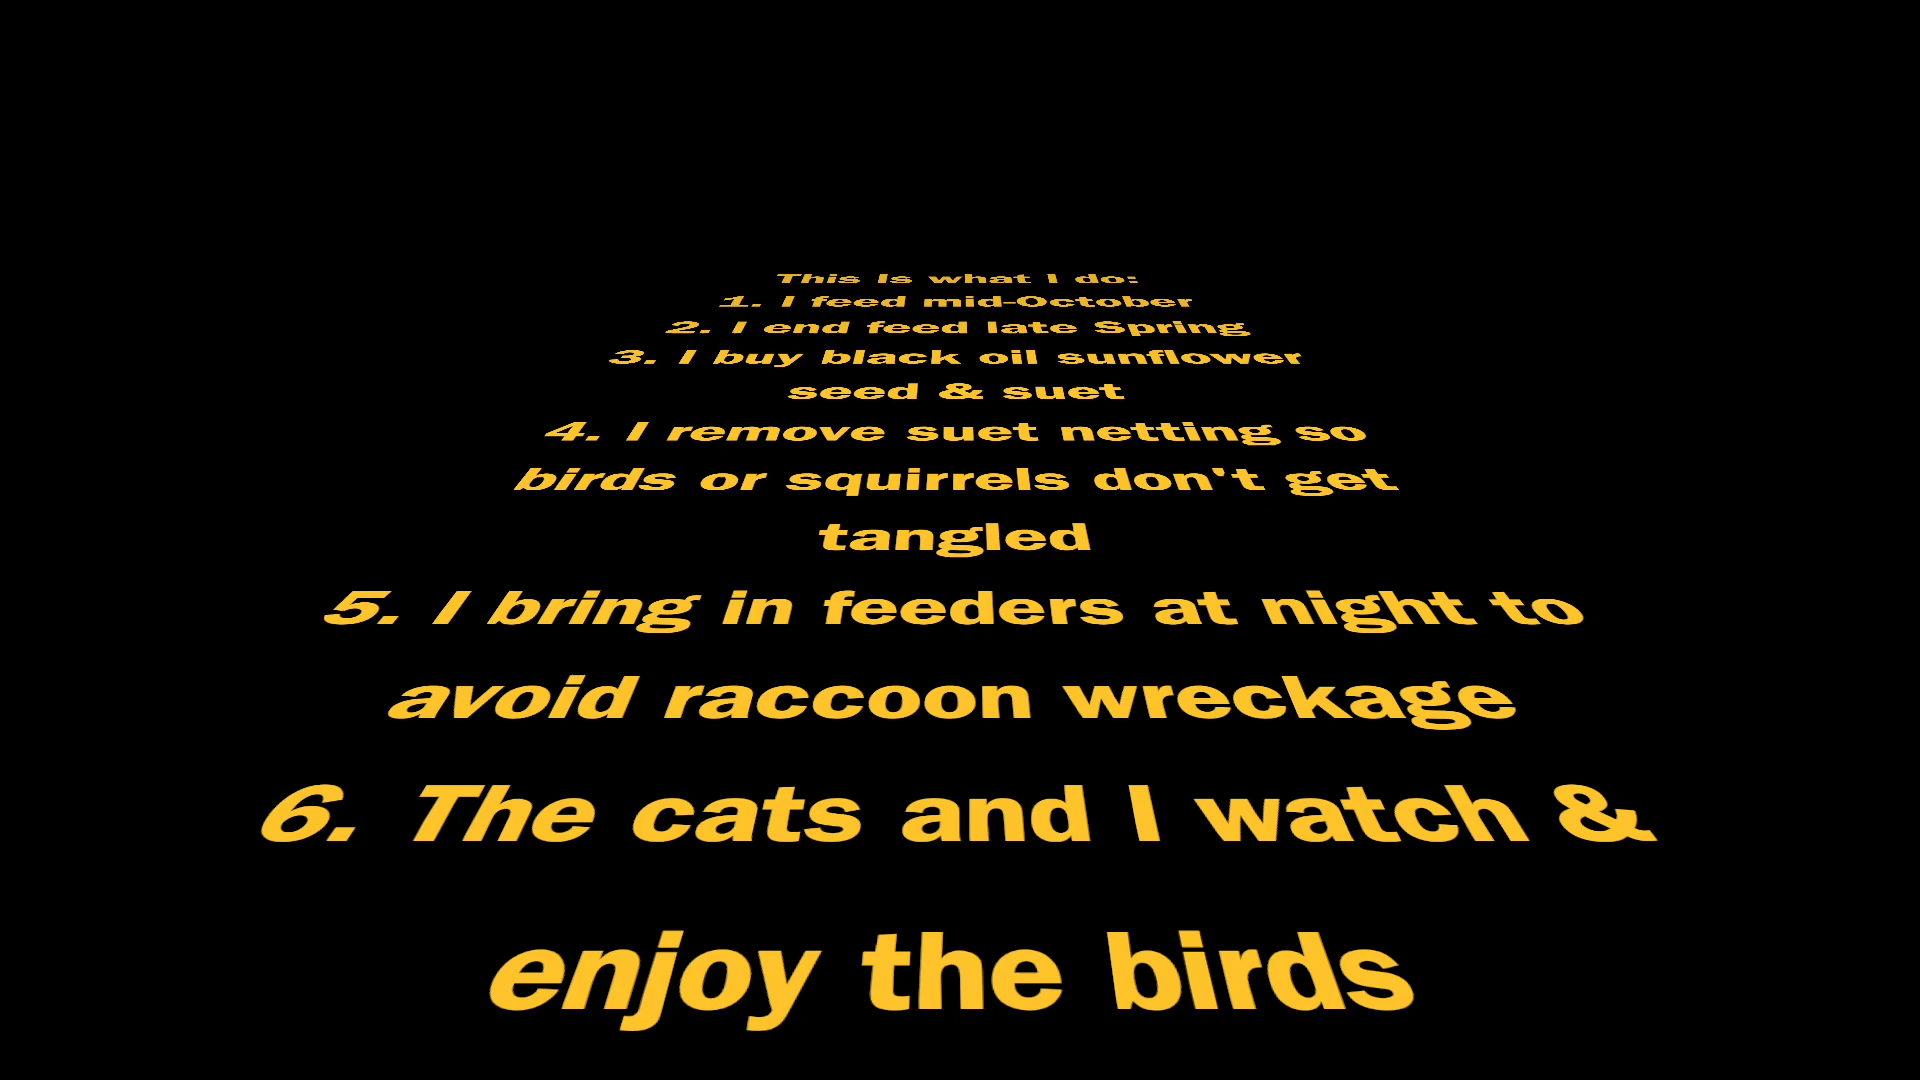 This Is what I do:
1. I feed mid-October
2. I end feed late Spring
3. I buy black oil sunflower
seed & suet
4. I remove suet netting so
birds or squirrels don't get
tangled
5. I bring in feeders at night to
avoid raccoon wreckage
6. The cats and I watch &
enjoy the birds